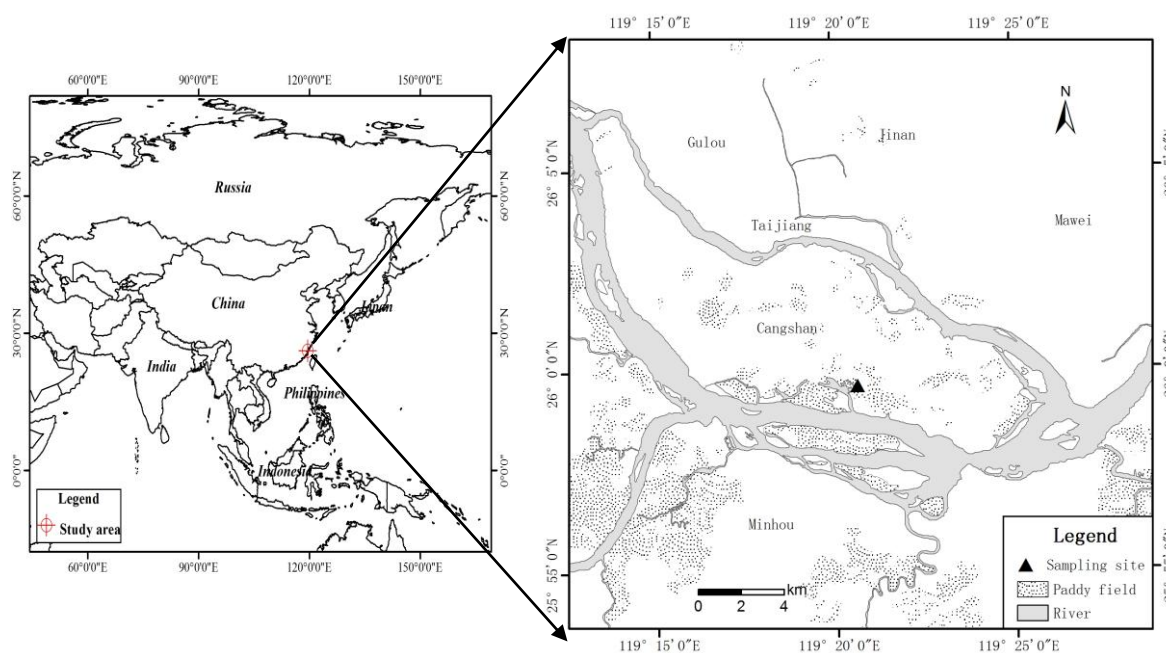 60°0'0"E 90°0'0"E 120°0'0"E 150°0'0"E
60°0'0"N
60°0'0"N
Russia
China
Japan
30°0'0"N
30°0'0"N
India
Philippines
Indonesia
0°0'0"
0°0'0"
Legend
Study area
60°0'0"E 90°0'0"E 120°0'0"E 150°0'0"E
119° 15'0"E 119° 20'0"E 119° 25'0"E
N
Gulou
Jinan
26° 5'0"N
Taijiang
Mawei
Cangshan
26° 0'0"N
Minhou
25° 55'0"N
km
0 2 4
Legend
Sampling site
Paddy field
River
119° 15'0"E 119° 20'0"E 119° 25'0"E